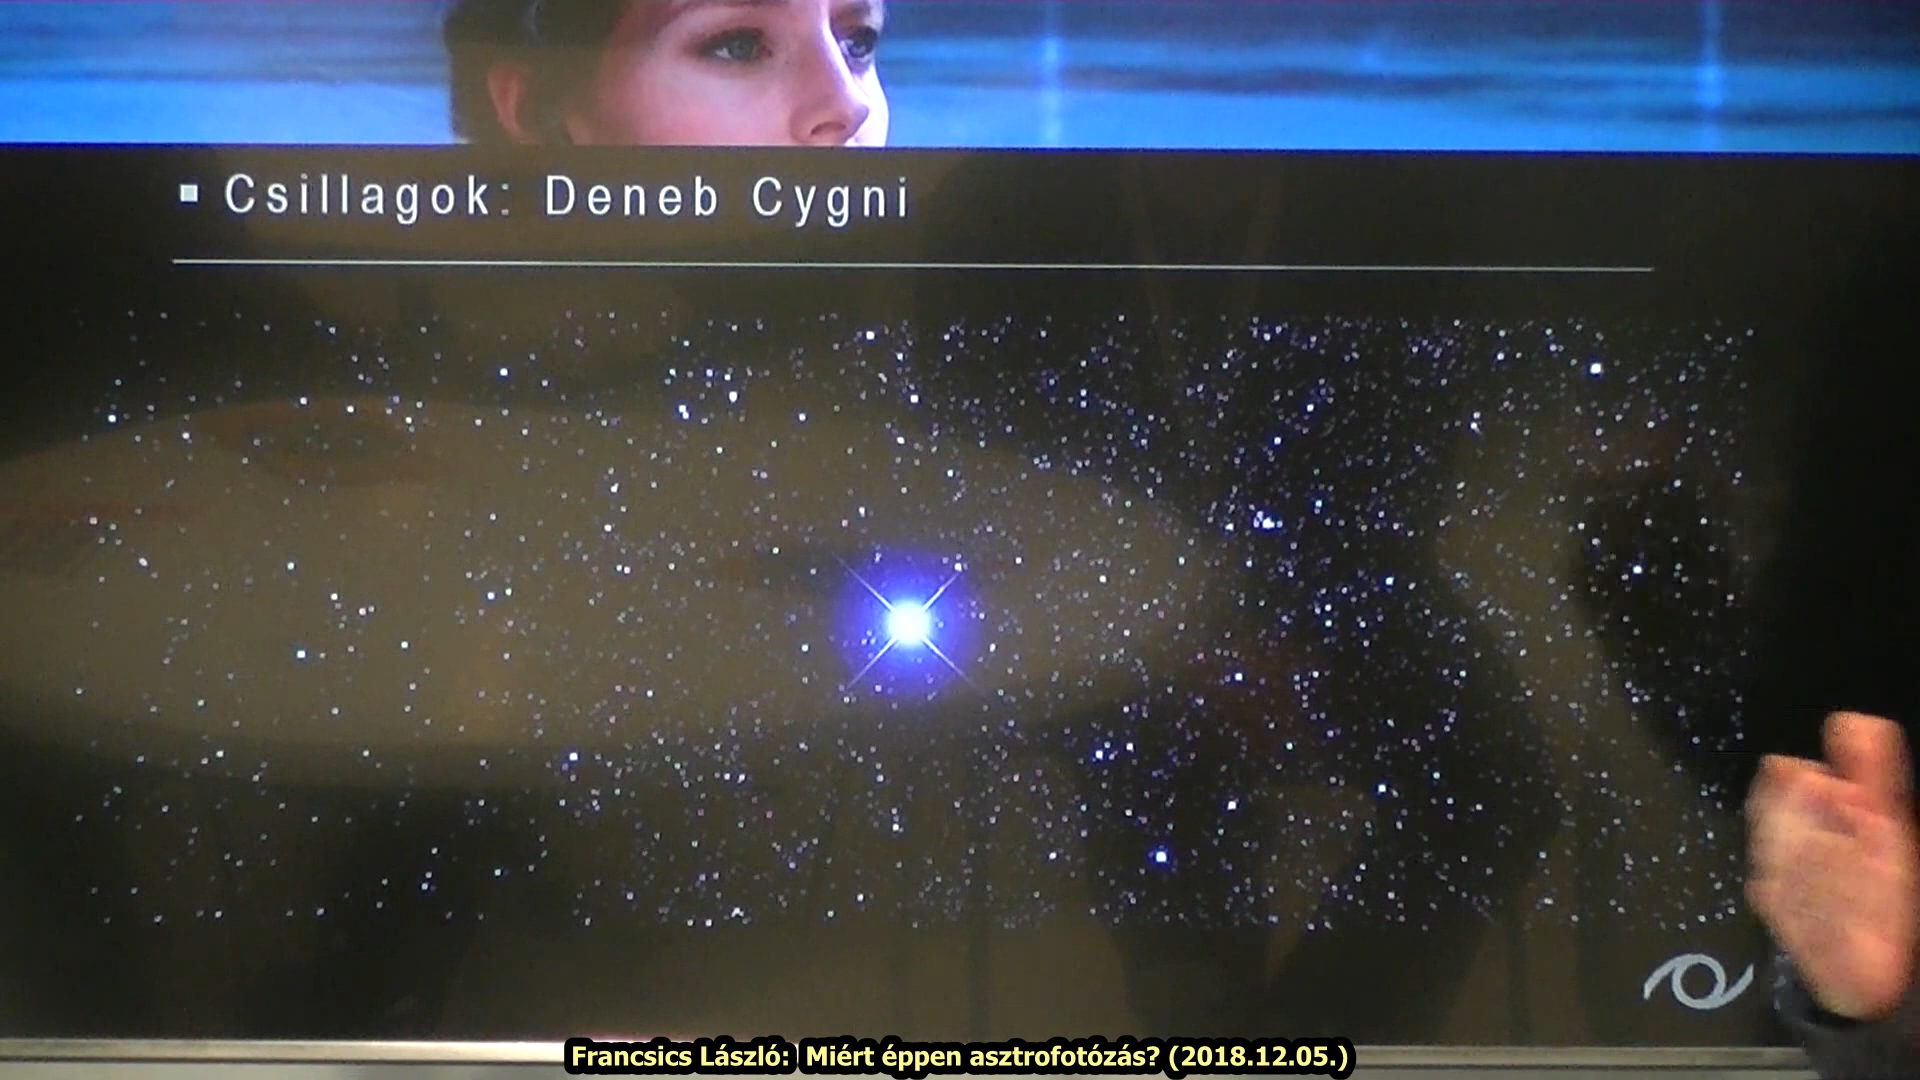 Csillagok: Deneb Cygni
Francsics László: Miért éppen asztrofotózás? (2018.12.05.)